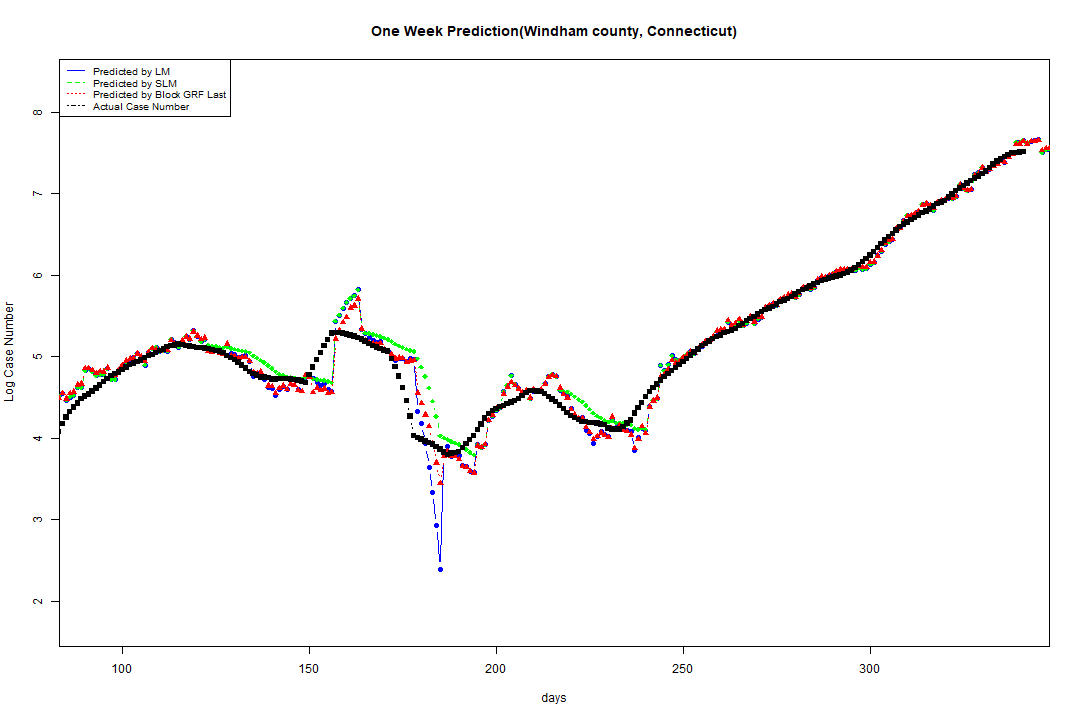 One Week Prediction(Windham county, Connecticut)
Predicted by LM
Predicted by SLM
Predicted by Block GRF Last
Actual Case Number
Log Case Number
8
7
6
5
4
3
2
100 150 200 250 300
days